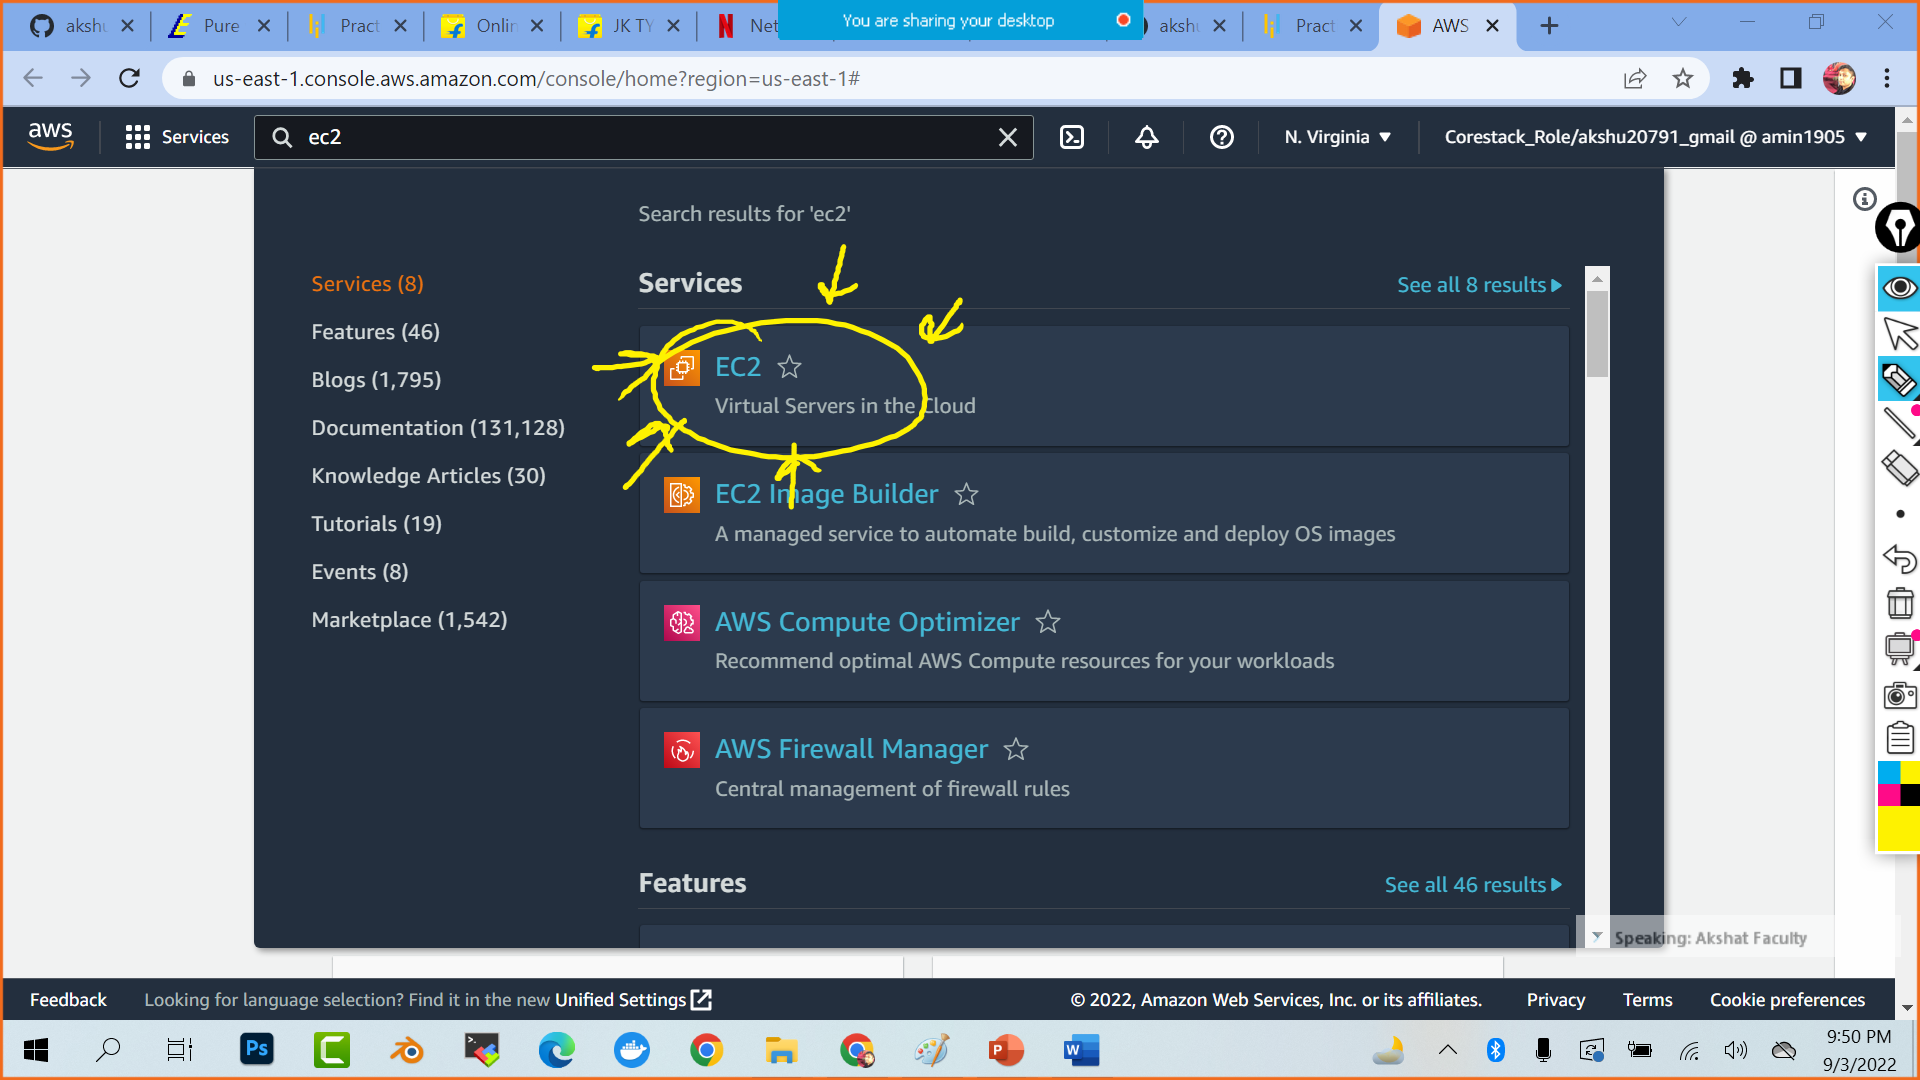 akshu
Pure
Pract
Onlin
JK TY
Net
You are sharing your desktop
akshu
Pract
AWS
us-east-1.console.aws.amazon.com/console/home?region=us-east-1#
aws
Services
ec2
N. Virginia
Corestack_Role/akshu20791_gmail @ amin1905
Search results for 'ec2'
Services (8)
Features (46)
Blogs (1,795)
Documentation (131,128)
Knowledge Articles (30)
Tutorials (19)
Events (8)
Marketplace (1,542)
Services
See all 8 results
EC2
Virtual Servers in the Cloud
EC2 Image Builder
A managed service to automate build, customize and deploy OS images
AWS Compute Optimizer
Recommend optimal AWS Compute resources for your workloads
AWS Firewall Manager
Central management of firewall rules
Features
See all 46 results
Speaking: Akshat Faculty
Feedback
Looking for language selection? Find it in the new Unified Settings
© 2022, Amazon Web Services, Inc. or its affiliates.
Privacy
Terms
Cookie preferences
Ps
C
P
W
9:50 PM
9/3/2022